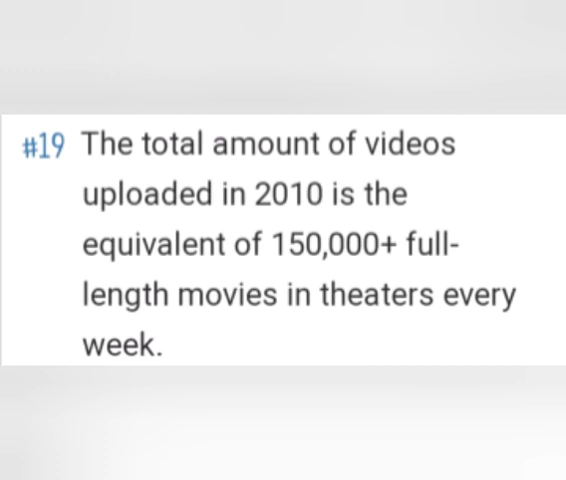 #19 The total amount of videos
uploaded in 2010 is the
equivalent of 150,000+ full-
length movies in theaters every
week.